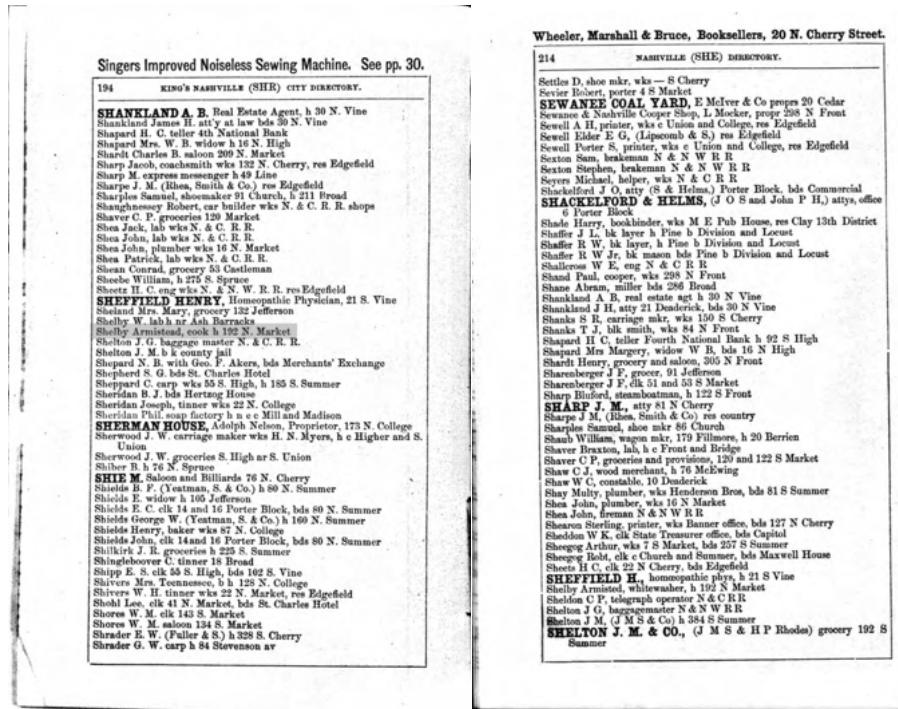 Singers Improved Noiseless Sewing Machine. See pp. 30.
194 KING'S NASHVILLE (SHR) CITY DIRECTORY.
SHANKLAND A. B. Real Estate Agent, h 30 N. Vine
Shankland James H. att'y at law bds 30 N. Vine
Shapard H. C. teller 4th National Bank
Shapard Mrs. W. B. widow h 16 N. High
Shardt Charles B. saloon 209 N. Market
Sharp Jacob, coachsmith wks 132 N. Cherry, res Edgefield
Sharp M. express messenger h 49 Line
Sharpe J. M. (Rhea, Smith & Co.) res Edgefield
Sharples Samuel, shoemaker 91 Church, h 211 Broad
Shaughnessey Robert, car builder wks N. & C. R. R. shops
Shaver C. P. groceries 120 Market
Shea Jack, lab wks N. & C. R. R.
Shea John, lab wks N. & C. R. R.
Shea John, plumber wks 16 N. Market
Shea Patrick, lab wks N. & C. R. R.
Shean Conrad, grocery 53 Castleman
Sheebe William, h 275 S. Spruce
Sheetz H. C. eng wks N. & N. W. R. R. res Edgefield
SHEFFIELD HENRY, Homeopathic Physician, 21 S. Vine
Sheland Mrs. Mary, grocery 132 Jefferson
Shelby W. lab h nr Ash Barracks
Shelby Armistead, cook h 192 N. Market
Shelton J. G. baggage master N. & C. R. R.
Shelton J. M. b k county jail
Shepard N. B. with Geo. F. Akers, bds Merchants' Exchange
Shepherd S. G. bds St. Charles Hotel
Sheppard C. carp wks 55 S. High, h 185 S. Summer
Sheridan B. J. bds Hertzog House
Sheridan Joseph, tinner wks 22 N. College
Sheridan Phil. soap factory h n e c Mill and Madison
SHERMAN HOUSE, Adolph Nelson, Proprietor, 173 N. College
Sherwood J. W. carriage maker wks H. N. Myers, h c Higher and S.
Union
Sherwood J. W. groceries S. High nr S. Union
Shiber B. h 76 N. Spruce
SHIE M. Saloon and Billiards 76 N. Cherry
Shields B. F. (Yeatman, S. & Co.) h 80 N. Summer
Shields E. widow h 105 Jefferson
Shields E. C. clk 14 and 16 Porter Block, bds 80 N. Summer
Shields George W. (Yeatman, S. & Co.) h 160 N. Summer
Shields Henry, baker wks 87 N. College
Shields John, clk 14 and 16 Porter Block, bds 80 N. Summer
Shilkirk J. R. groceries h 225 S. Summer
Shingleboover C. tinner 18 Broad
Shipp E. S. clk 55 S. High, bds 102 S. Vine
Shivers Mrs. Teennessee, b h 128 N. College
Shivers W. H. tinner wks 22 N. Market, res Edgefield
Shohl Lee, clk 41 N. Market, bds St. Charles Hotel
Shores W. M. clk 143 S. Market
Shores W. M. saloon 134 S. Market
Shrader E. W. (Fuller & S.) h 328 S. Cherry
Shrader G. W. carp h 84 Stevenson av
Wheeler, Marshall & Bruce, Booksellers, 20 N. Cherry Street.
214 NASHVILLE (SHE) DIRECTORY.
Settles D, shoe mkr, wks — S Cherry
Sevier Robert, porter 4 S Market
SEWANEE COAL YARD, E McIver & Co proprs 20 Cedar
Sewanee & Nashville Cooper Shop, L Mocker, propr 298 N Front
Sewell A H, printer, wks c Union and College, res Edgefield
Sewell Elder E G, (Lipscomb & S.) res Edgefield
Sewell Porter S, printer, wks c Union and College, res Edgefield
Sexton Sam, brakeman N & N W R R
Sexton Stephen, brakeman N & N W R R
Seyers Michael, helper, wks N & C R R
Shackelford J O, atty (S & Helms,) Porter Block, bds Commercial
SHACKELFORD & HELMS, (J O S and John P H,) attys, office
6 Porter Block
Shade Harry, bookbinder, wks M E Pub House, res Clay 13th District
Shaffer J L, bk layer h Pine b Division and Locust
Shaffer R W, bk layer, h Pine b Division and Locust
Shaffer R W Jr, bk mason bds Pine b Division and Locust
Shallcross W E, eng N & C R R
Shand Paul, cooper, wks 298 N Front
Shane Abram, miller bds 286 Broad
Shankland A B, real estate agt h 30 N Vine
Shankland J H, atty 21 Deaderick, bds 30 N Vine
Shanks S R, carriage mkr, wks 150 S Cherry
Shanks T J, blk smith, wks 84 N Front
Shapard H C, teller Fourth National Bank h 92 S High
Shapard Mrs Margery, widow W B, bds 16 N High
Shardt Henry, grocery and saloon, 305 N Front
Sharenberger J F, grocer, 91 Jefferson
Sharenberger J F, clk 51 and 53 S Market
Sharp Bluford, steamboatman, h 122 S Front
SHARP J. M., atty 81 N Cherry
Sharpe J M, (Rhea, Smith & Co) res country
Sharples Samuel, shoe mkr 86 Church
Shaub William, wagon mkr, 179 Fillmore, h 20 Berrien
Shaver Braxton, lab, h c Front and Bridge
Shaver C P, groceries and provisions, 120 and 122 S Market
Shaw C J, wood merchant, h 76 McEwing
Shaw W C, constable, 10 Deaderick
Shay Multy, plumber, wks Henderson Bros, bds 81 S Summer
Shea John, plumber, wks 16 N Market
Shea John, fireman N & N W R R
Shearon Sterling, printer, wks Banner office, bds 127 N Cherry
Sheddon W K, clk State Treasurer office, bds Capitol
Sheegog Arthur, wks 7 S Market, bds 257 S Summer
Sheegog Robt, clk c Church and Summer, bds Maxwell House
Sheets H C, clk 22 N Cherry, bds Edgefield
SHEFFIELD H., homœopathic phys, h 21 S Vine
Shelby Armisted, whitewasher, h 192 N Market
Sheldon C P, telegraph operator N & C R R
Shelton J G, baggagemaster N & N W R R
Shelton J M, (J M S & Co) h 384 S Summer
SHELTON J. M. & CO., (J M S & H P Rhodes) grocery 192 S
Summer